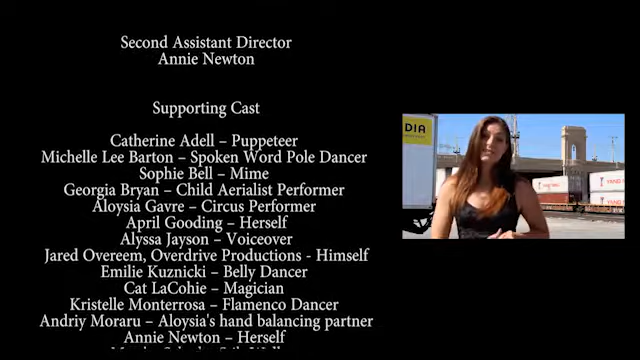 Second Assistant Director
Annie Newton
Supporting Cast
Catherine Adell – Puppeteer
Michelle Lee Barton – Spoken Word Pole Dancer
Sophie Bell – Mime
Georgia Bryan – Child Aerialist Performer
Aloysia Gavre – Circus Performer
April Gooding – Herself
Alyssa Jayson – Voiceover
Jared Overeem, Overdrive Productions - Himself
Emilie Kuznicki – Belly Dancer
Cat LaCohie – Magician
Kristelle Monterrosa – Flamenco Dancer
Andriy Moraru – Aloysia's hand balancing partner
Annie Newton – Herself
DIA
YANG